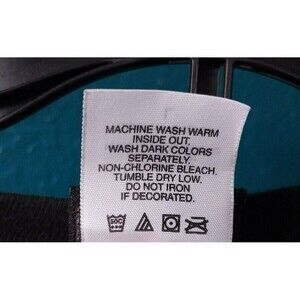 MACHINE WASH WARM
INSIDE OUT.
WASH DARK COLORS
SEPARATELY.
NON-CHLORINE BLEACH.
TUMBLE DRY LOW.
DO NOT IRON
IF DECORATED.
50C